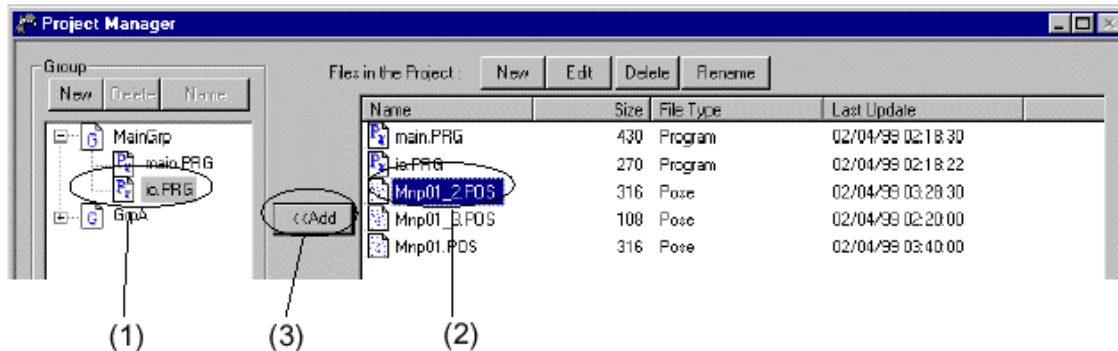 Project Manager
Group
New Delete Name
MainGrp
main.PRG
io.PRG
GrpA
<<Add
Files in the Project : New Edit Delete Rename
Name Size File Type Last Update
main.PRG 430 Program 02/04/99 02:18:30
io.PRG 270 Program 02/04/99 02:18:22
Mnp01_2.POS 316 Pose 02/04/99 03:28:30
Mnp01_3.POS 108 Pose 02/04/99 02:20:00
Mnp01.POS 316 Pose 02/04/99 03:40:00
(1) (3) (2)